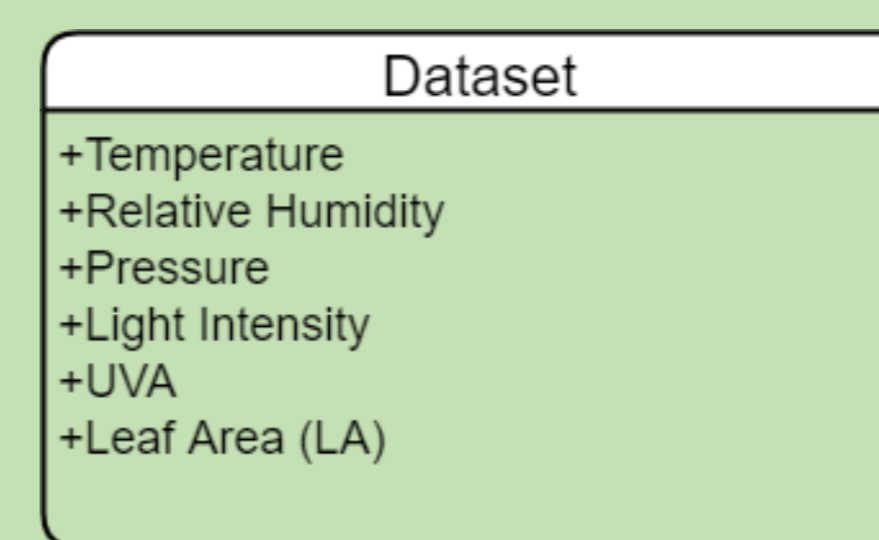 Dataset
+Temperature
+Relative Humidity
+Pressure
+Light Intensity
+UVA
+Leaf Area (LA)